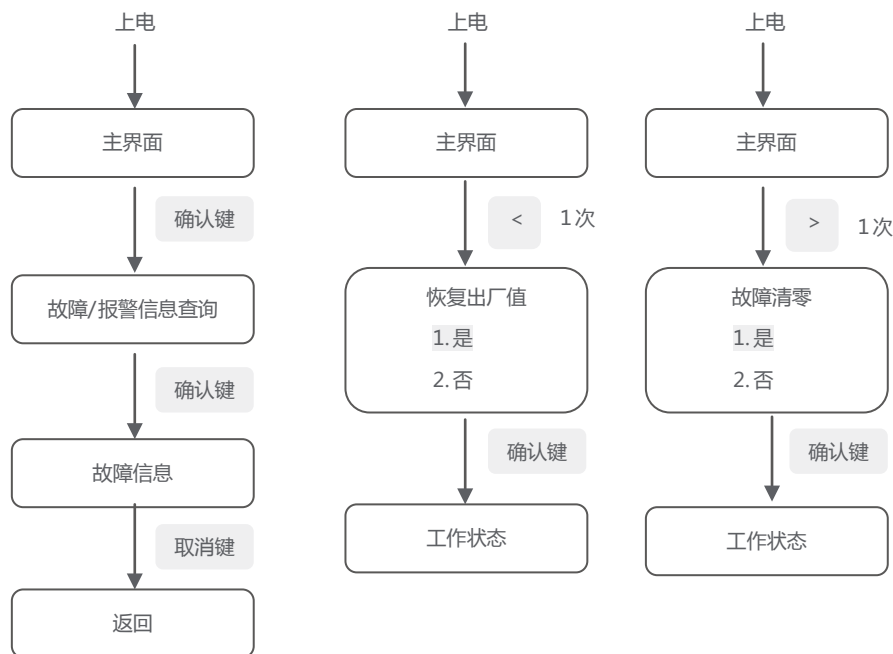 上电
主界面
确认键
故障/报警信息查询
确认键
故障信息
取消键
返回
上电
主界面
< 1次
恢复出厂值
1.是
2.否
确认键
工作状态
上电
主界面
> 1次
故障清零
1.是
2.否
确认键
工作状态